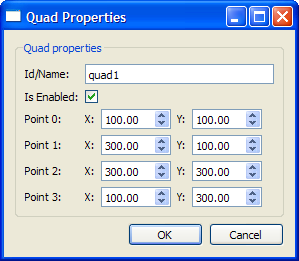 Quad Properties
Quad properties
Id/Name: quad1
Is Enabled:
Point 0: X: 100.00 Y: 100.00
Point 1: X: 300.00 Y: 100.00
Point 2: X: 300.00 Y: 300.00
Point 3: X: 100.00 Y: 300.00
OK Cancel